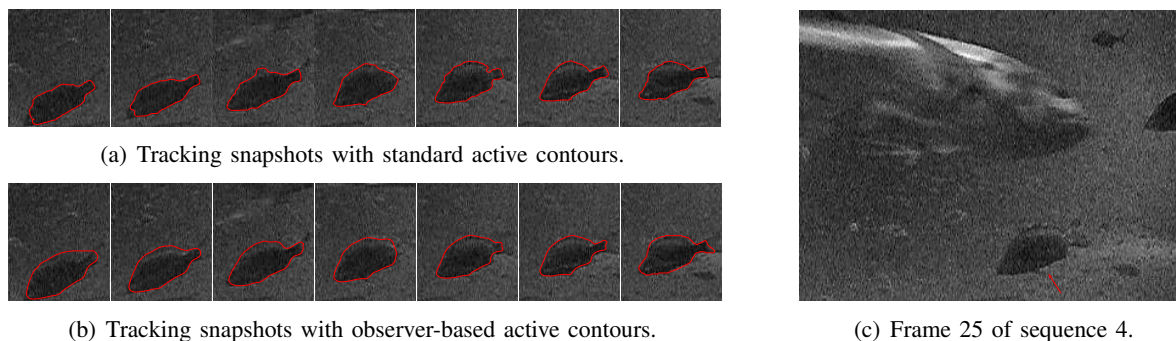 (a) Tracking snapshots with standard active contours.
(b) Tracking snapshots with observer-based active contours.
(c) Frame 25 of sequence 4.